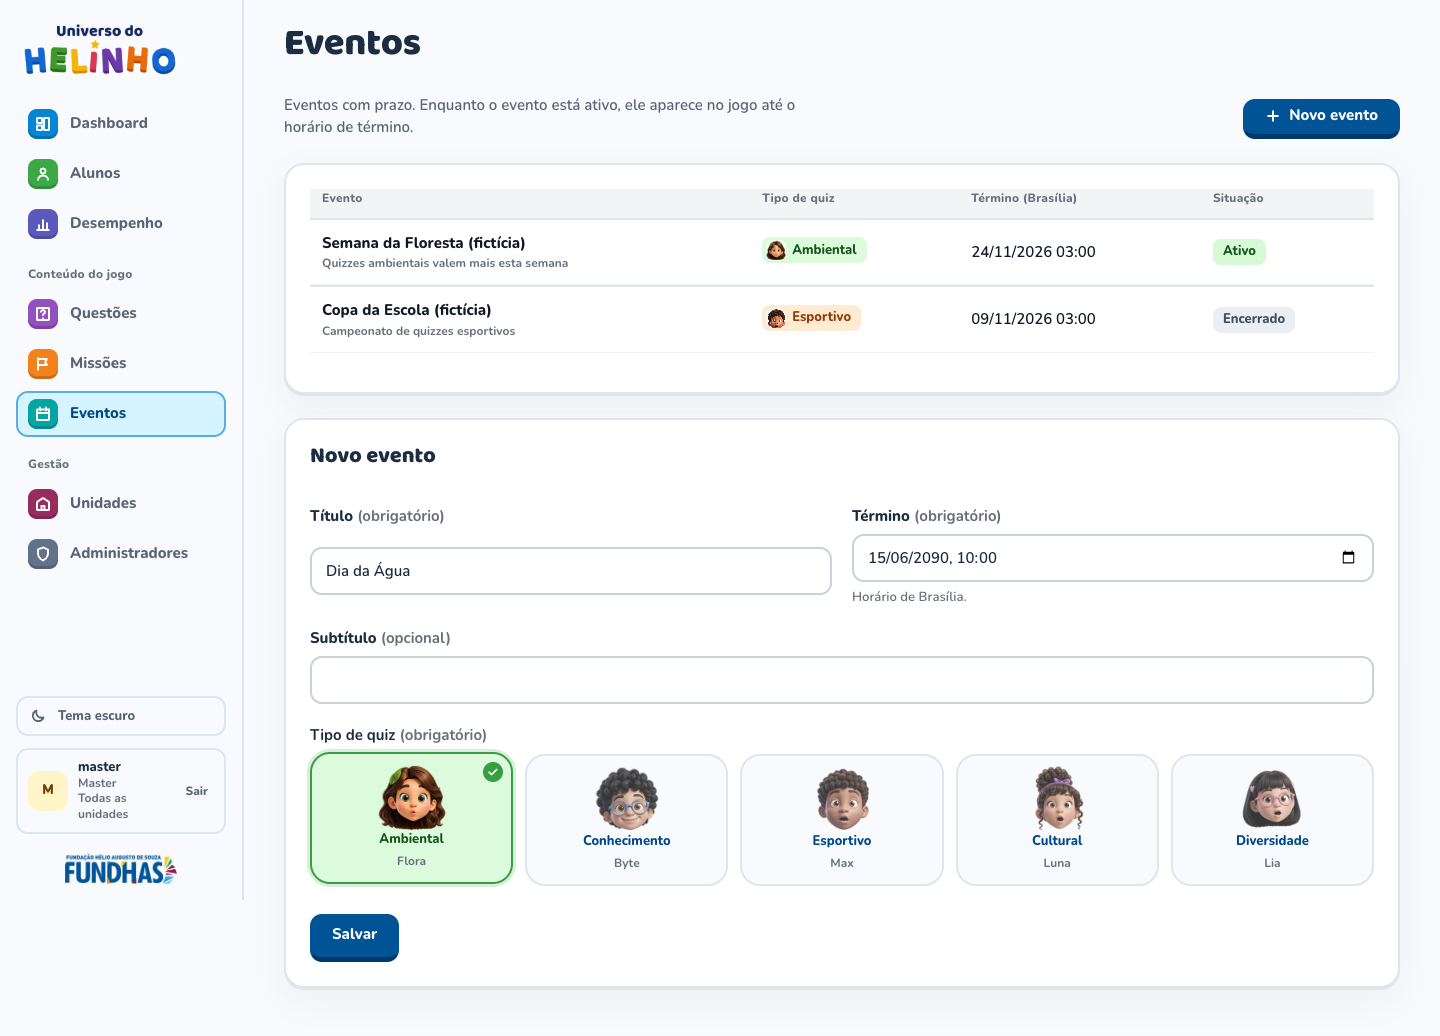 Universo do
HELiNHO
Dashboard
Alunos
Desempenho
Conteúdo do jogo
Questões
Missões
Eventos
Gestão
Unidades
Administradores
Tema escuro
M
master
Master
Todas as
unidades
Sair
FUNDAÇÃO HÉLIO AUGUSTO DE SOUZA
FUNDHAS
Eventos
Eventos com prazo. Enquanto o evento está ativo, ele aparece no jogo até o
horário de término.
+ Novo evento
Evento Tipo de quiz Término (Brasília) Situação
Semana da Floresta (fictícia)
Quizzes ambientais valem mais esta semana
Ambiental 24/11/2026 03:00 Ativo
Copa da Escola (fictícia)
Campeonato de quizzes esportivos
Esportivo 09/11/2026 03:00 Encerrado
Novo evento
Título (obrigatório)
Dia da Água
Término (obrigatório)
15/06/2090, 10:00
Horário de Brasília.
Subtítulo (opcional)
Tipo de quiz (obrigatório)
Ambiental
Flora
Conhecimento
Byte
Esportivo
Max
Cultural
Luna
Diversidade
Lia
Salvar